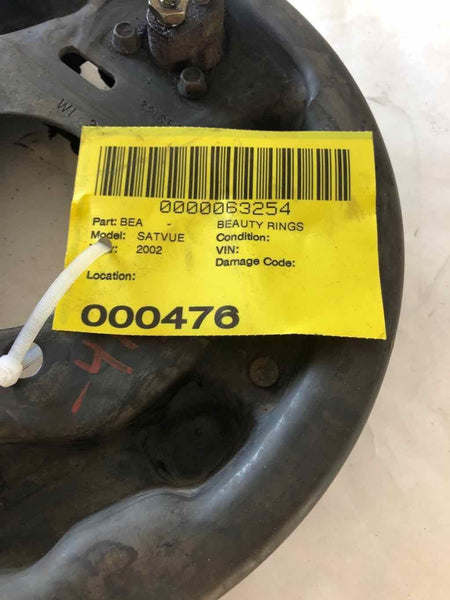 0000063254
Part: BEA - BEAUTY RINGS
Model: SATVUE Condition:
2002 VIN:
Damage Code:
Location:
000476